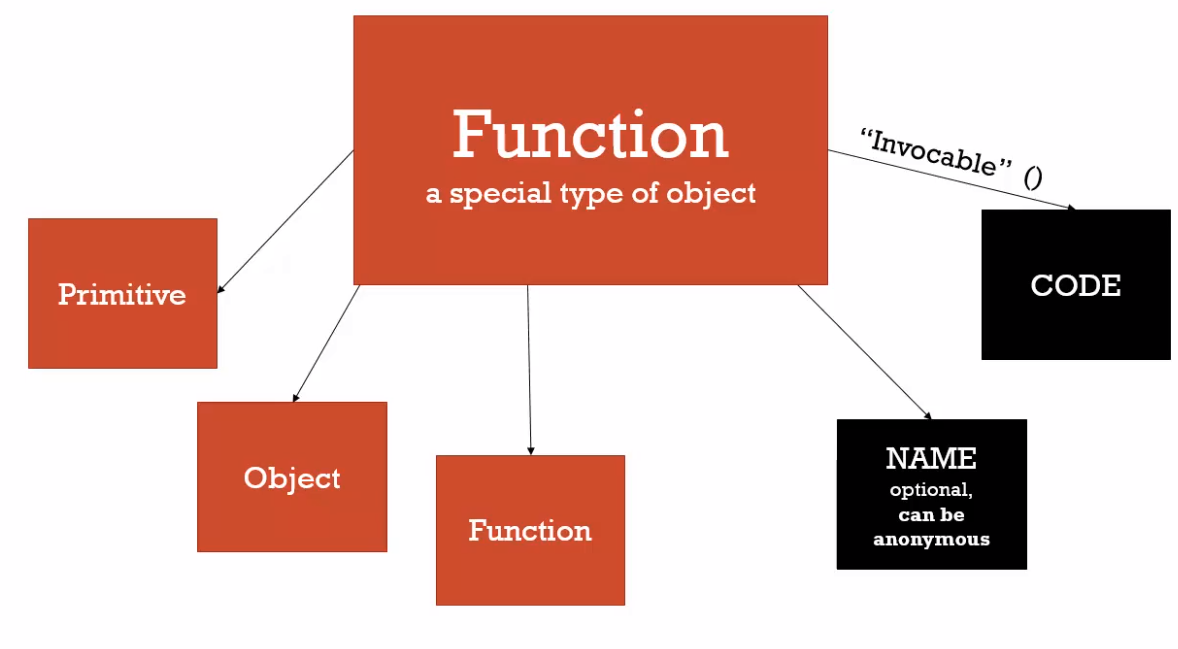 Function
a special type of object
“Invocable” ()
Primitive
CODE
Object
Function
NAME
optional,
can be
anonymous